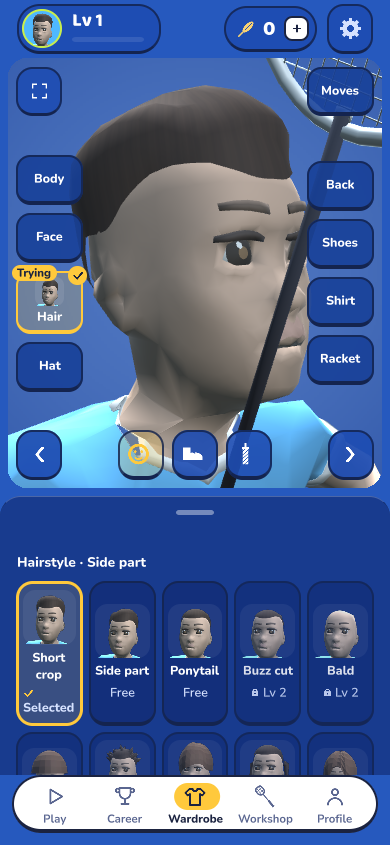 Lv 1
0
+
Moves
Body
Back
Face
Shoes
Trying
Hair
Shirt
Hat
Racket
Hairstyle · Side part
Short crop
Selected
Side part
Free
Ponytail
Free
Buzz cut
Lv 2
Bald
Lv 2
Play
Career
Wardrobe
Workshop
Profile